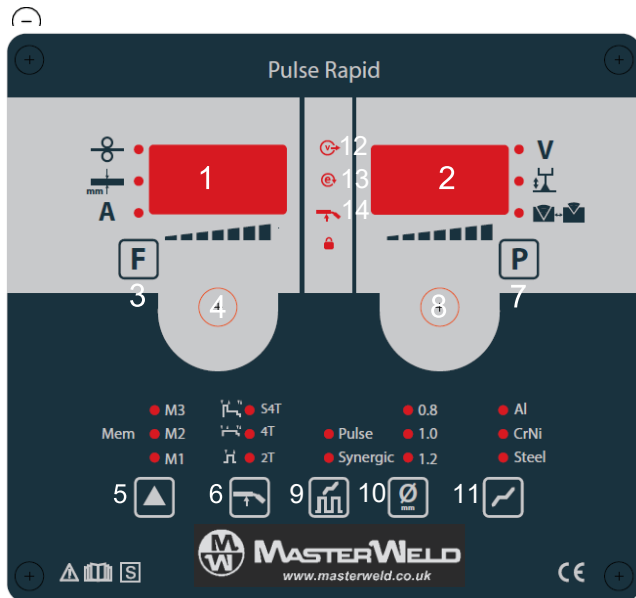 Pulse Rapid
12
V
1
13
2
mm
14
A
F
P
3
4
8
7
M3 S4T 0.8 Al
Mem M2 4T Pulse 1.0 CrNi
M1 2T Synergic 1.2 Steel
5 6 9 10 Ø 11
mm
MW MASTERWELD
www.masterweld.co.uk
S CE